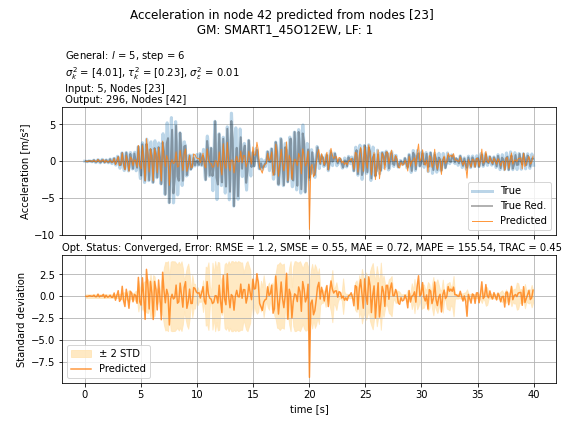 Acceleration in node 42 predicted from nodes [23]
GM: SMART1_45O12EW, LF: 1
General: l = 5, step = 6
σ²ₖ = [4.01], τ²ₖ = [0.23], σ²ε = 0.01
Input: 5, Nodes [23]
Output: 296, Nodes [42]
Acceleration [m/s²]
5
0
−5
−10
True
True Red.
Predicted
Opt. Status: Converged, Error: RMSE = 1.2, SMSE = 0.55, MAE = 0.72, MAPE = 155.54, TRAC = 0.45
Standard deviation
2.5
0.0
−2.5
−5.0
−7.5
± 2 STD
Predicted
0 5 10 15 20 25 30 35 40
time [s]